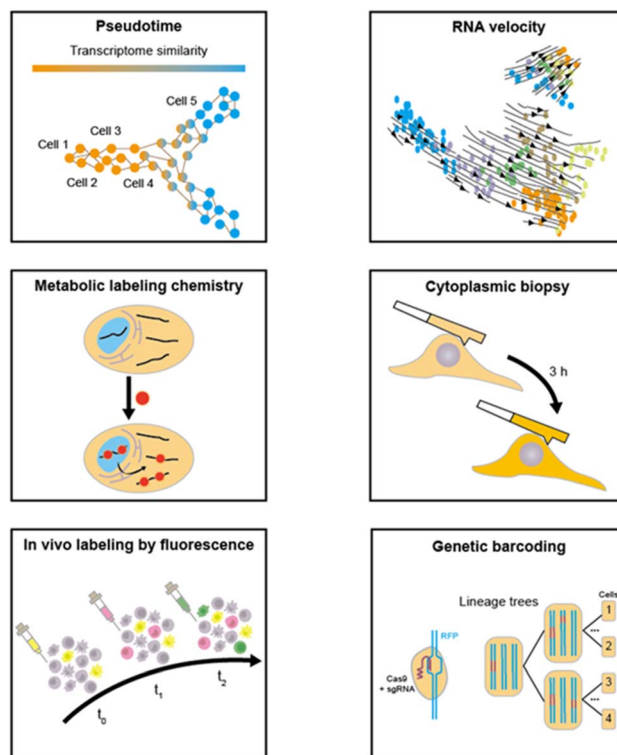 Pseudotime
Transcriptome similarity
Cell 5
Cell 3
Cell 1
Cell 2
Cell 4
RNA velocity
Metabolic labeling chemistry
Cytoplasmic biopsy
3 h
In vivo labeling by fluorescence
t0
t1
t2
Genetic barcoding
Lineage trees
Cells
RFP
Cas9
+ sgRNA
1
...
2
3
...
4